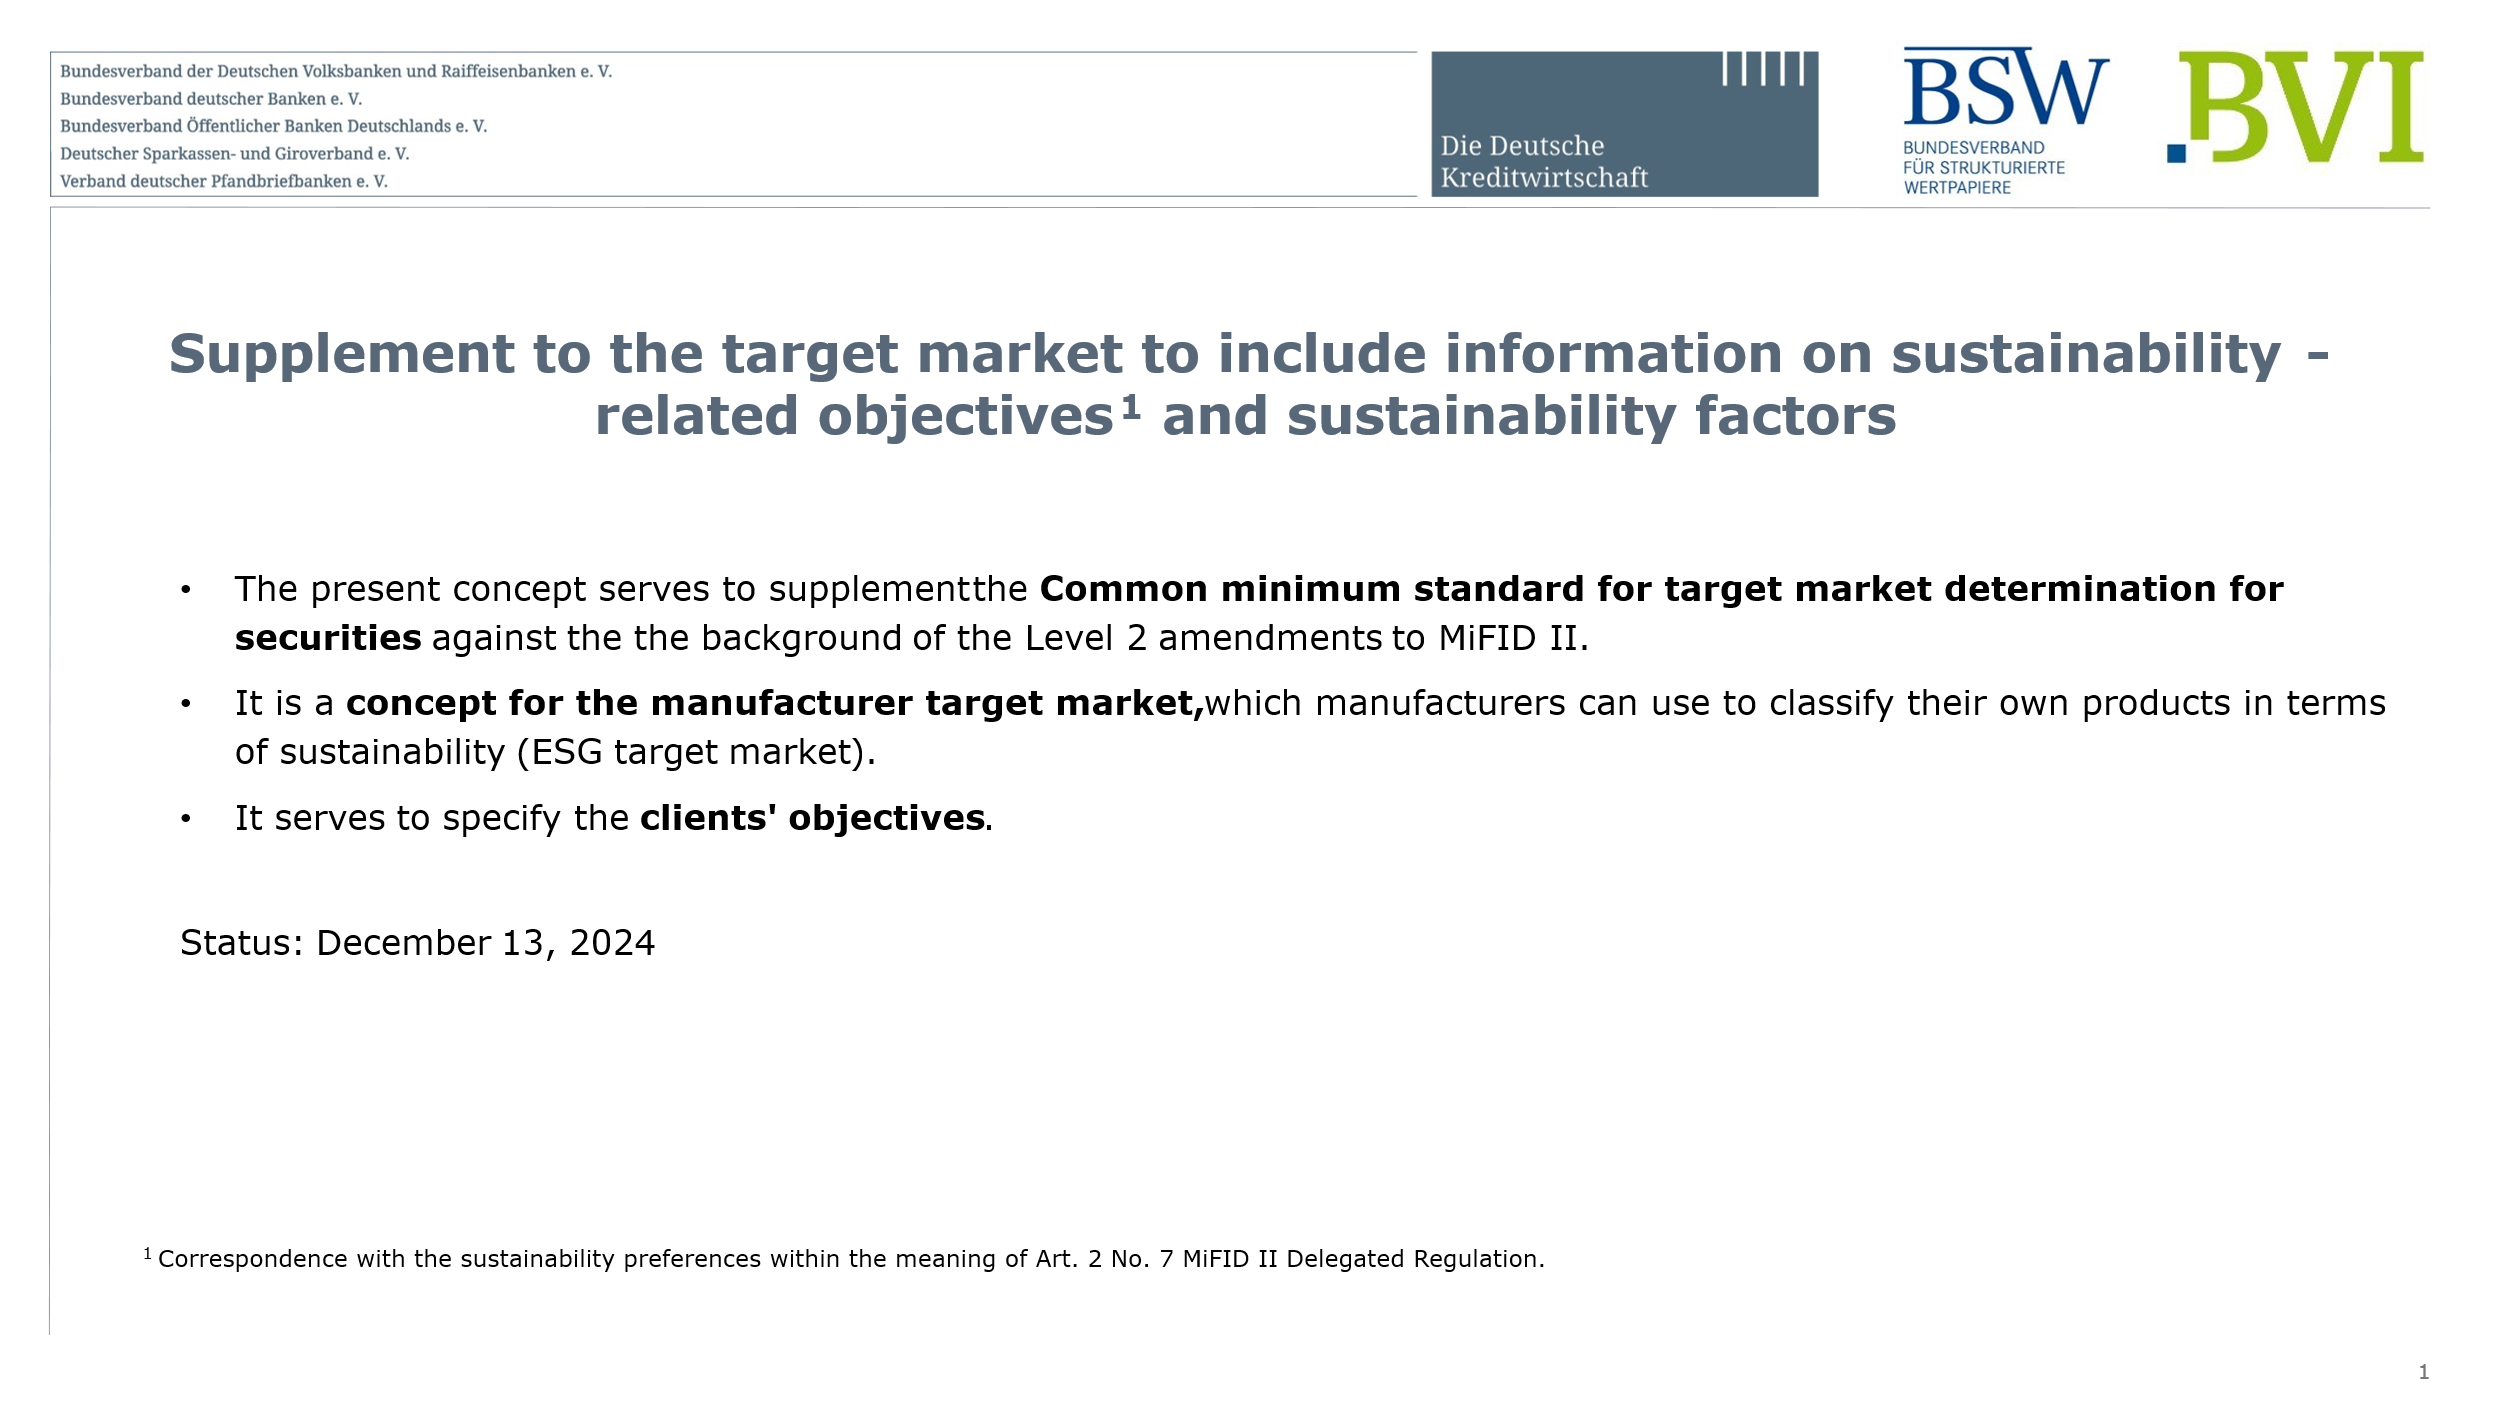 Bundesverband der Deutschen Volksbanken und Raiffeisenbanken e. V.
Bundesverband deutscher Banken e. V.
Bundesverband Öffentlicher Banken Deutschlands e. V.
Deutscher Sparkassen- und Giroverband e. V.
Verband deutscher Pfandbriefbanken e. V.
Die Deutsche
Kreditwirtschaft
BSW
BUNDESVERBAND
FÜR STRUKTURIERTE
WERTPAPIERE
.BVI
Supplement to the target market to include information on sustainability -
related objectives¹ and sustainability factors
• The present concept serves to supplementthe Common minimum standard for target market determination for
securities against the the background of the Level 2 amendments to MiFID II.
• It is a concept for the manufacturer target market,which manufacturers can use to classify their own products in terms
of sustainability (ESG target market).
• It serves to specify the clients' objectives.
Status: December 13, 2024
¹ Correspondence with the sustainability preferences within the meaning of Art. 2 No. 7 MiFID II Delegated Regulation.
1